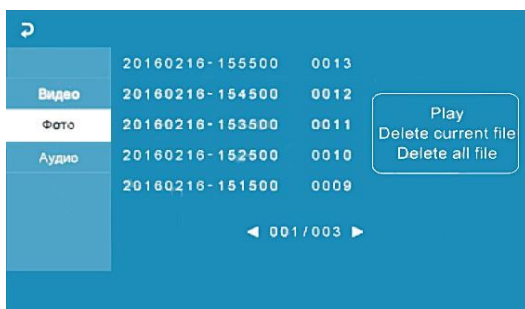 20160216-155500 0013
Видео 20160216-154500 0012
Фото 20160216-153500 0011
Аудио 20160216-152500 0010
20160216-151500 0009
Play
Delete current file
Delete all file
◀ 001/003 ▶